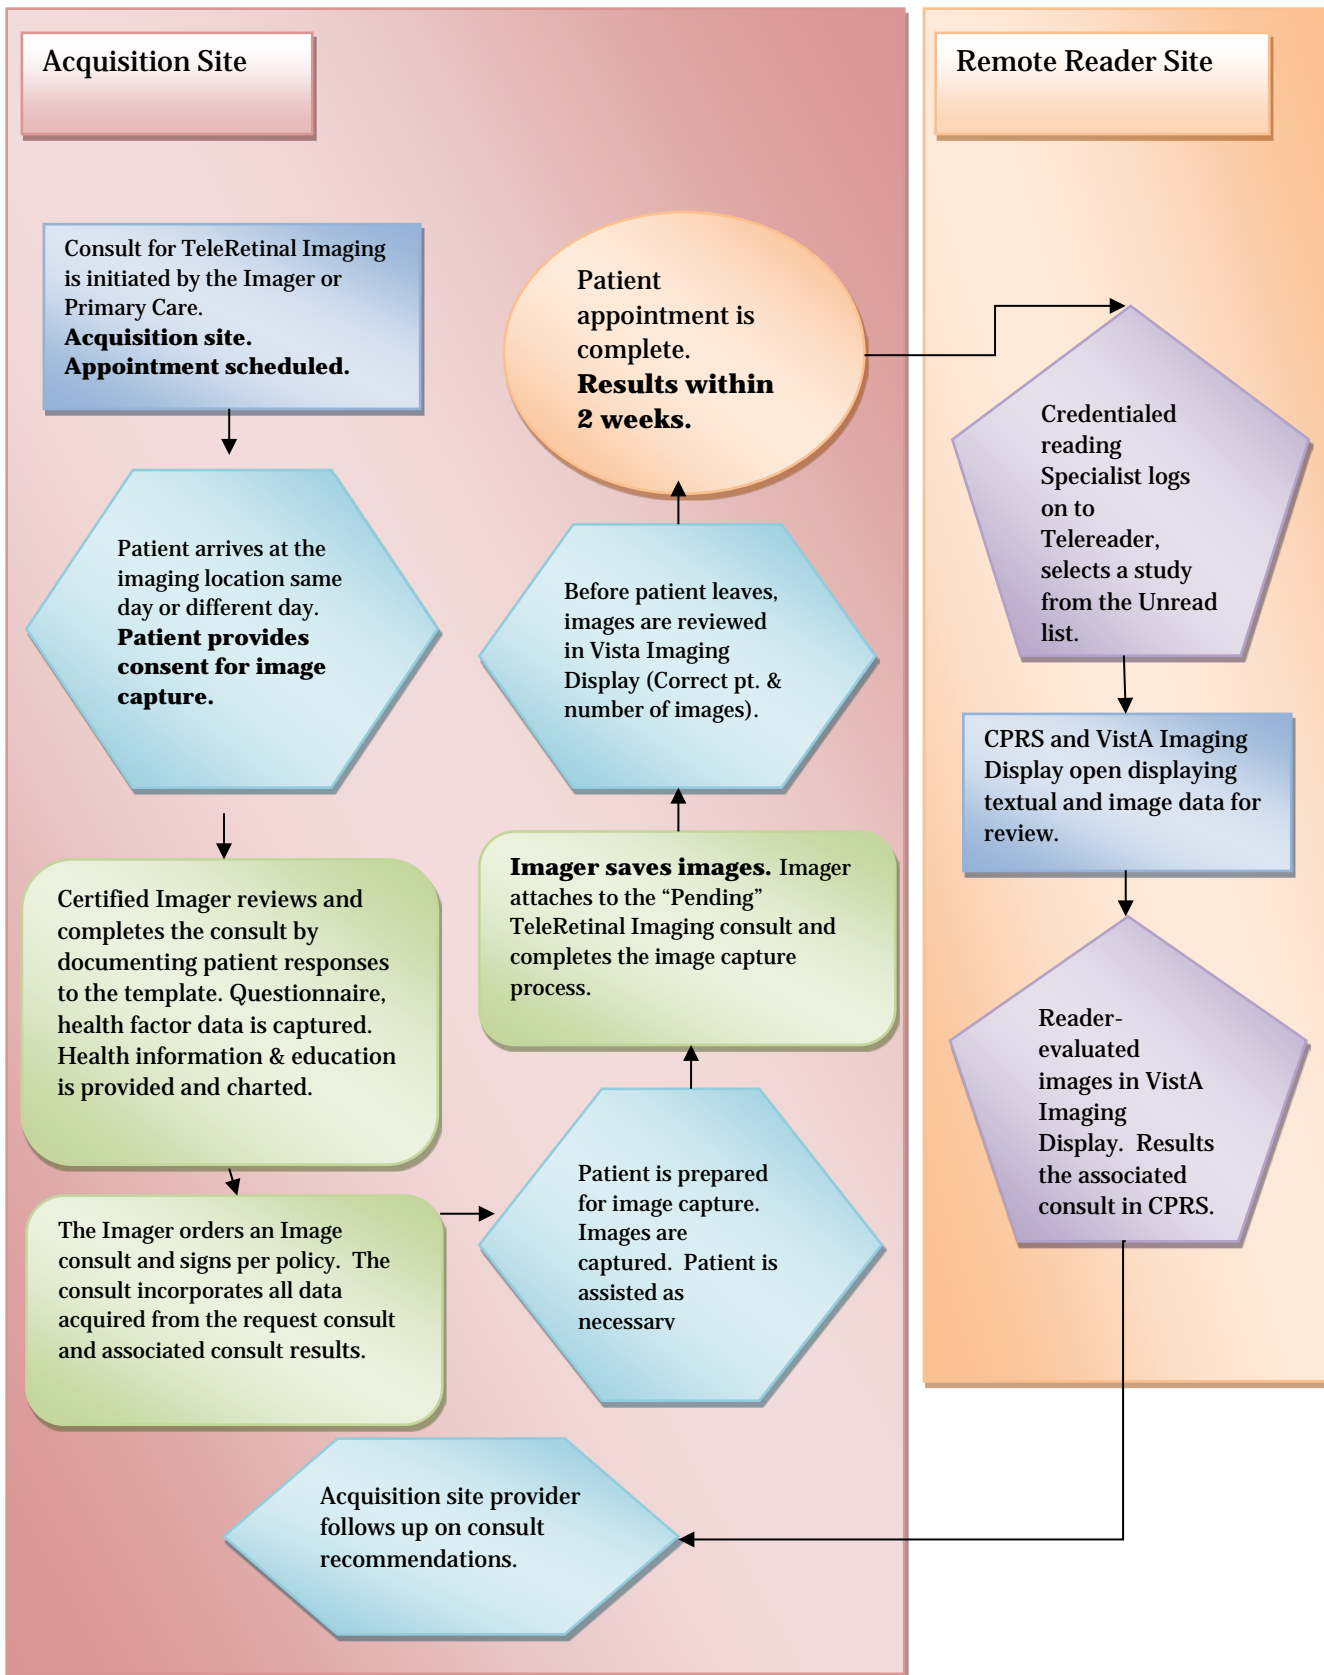 Acquisition Site
Consult for TeleRetinal Imaging
is initiated by the Imager or
Primary Care.
Acquisition site.
Appointment scheduled.
Patient arrives at the
imaging location same
day or different day.
Patient provides
consent for image
capture.
Certified Imager reviews and
completes the consult by
documenting patient responses
to the template. Questionnaire,
health factor data is captured.
Health information & education
is provided and charted.
The Imager orders an Image
consult and signs per policy. The
consult incorporates all data
acquired from the request consult
and associated consult results.
Patient is prepared
for image capture.
Images are
captured. Patient is
assisted as
necessary
Imager saves images. Imager
attaches to the “Pending”
TeleRetinal Imaging consult and
completes the image capture
process.
Before patient leaves,
images are reviewed
in Vista Imaging
Display (Correct pt. &
number of images).
Patient
appointment is
complete.
Results within
2 weeks.
Remote Reader Site
Credentialed
reading
Specialist logs
on to
Telereader,
selects a study
from the Unread
list.
CPRS and VistA Imaging
Display open displaying
textual and image data for
review.
Reader-
evaluated
images in VistA
Imaging
Display. Results
the associated
consult in CPRS.
Acquisition site provider
follows up on consult
recommendations.